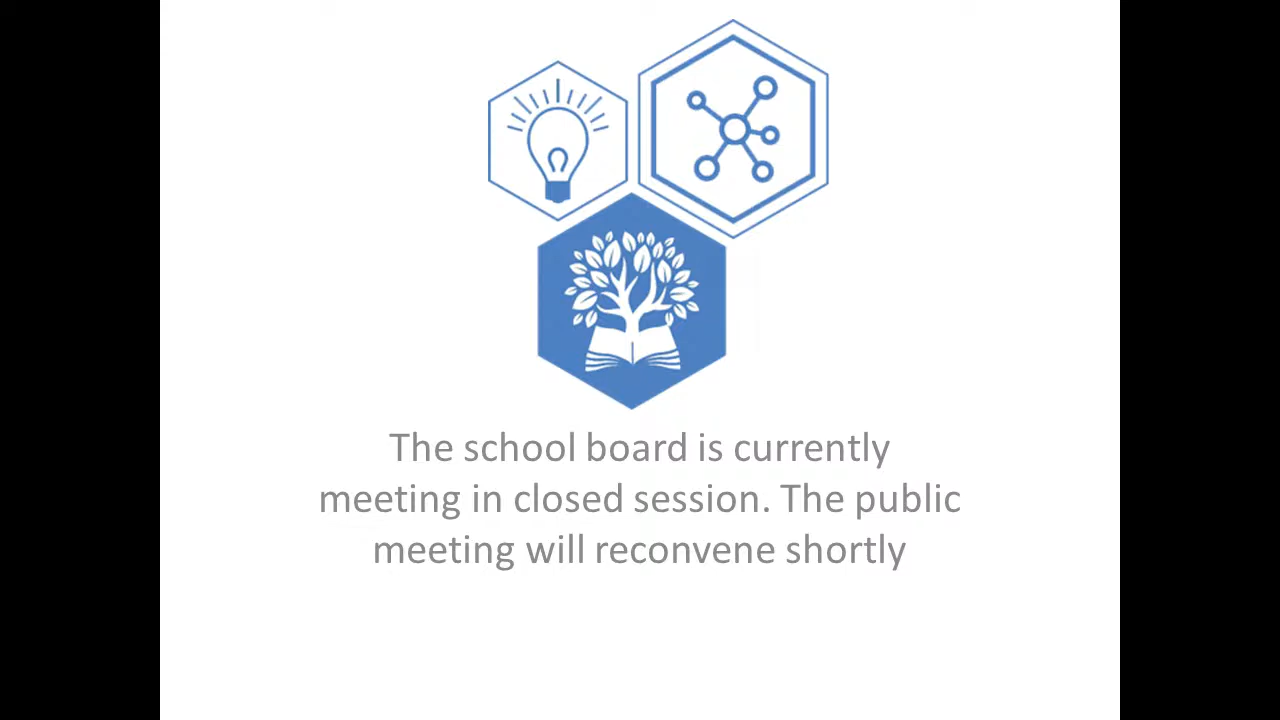 The school board is currently
meeting in closed session. The public
meeting will reconvene shortly